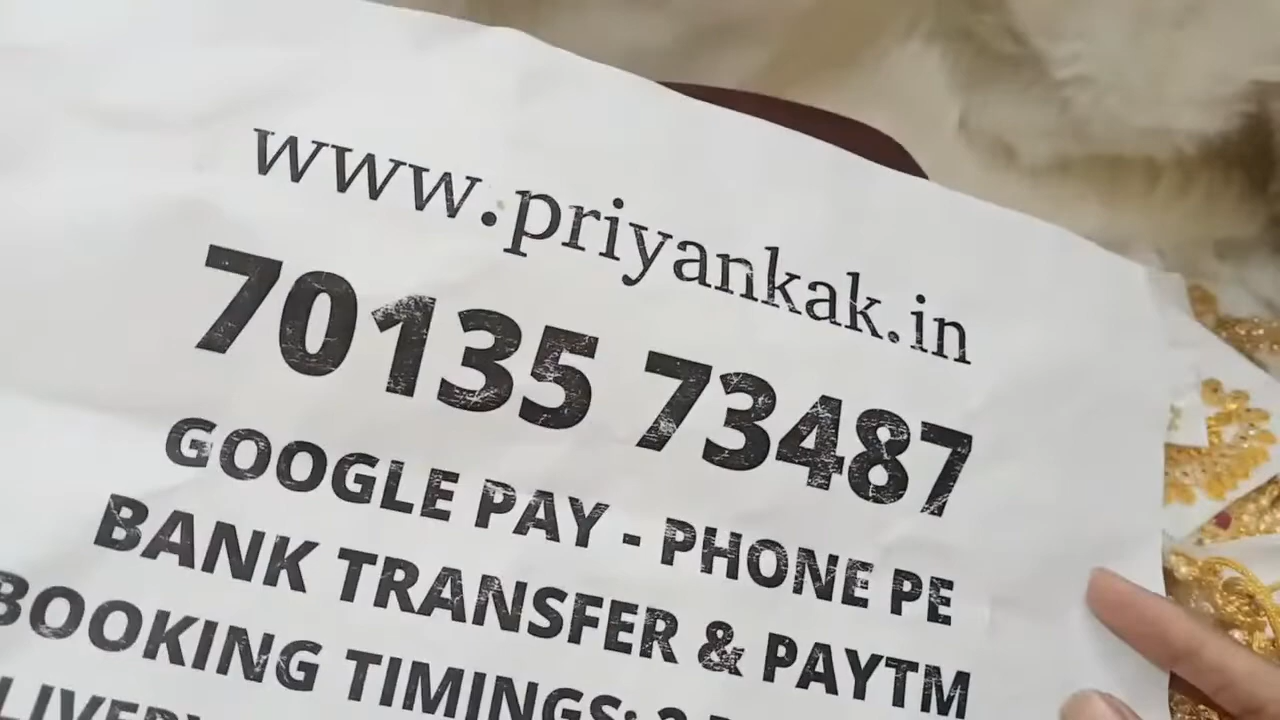 www.priyankak.in
70135 73487
GOOGLE PAY - PHONE PE
BANK TRANSFER & PAYTM
BOOKING TIMINGS: